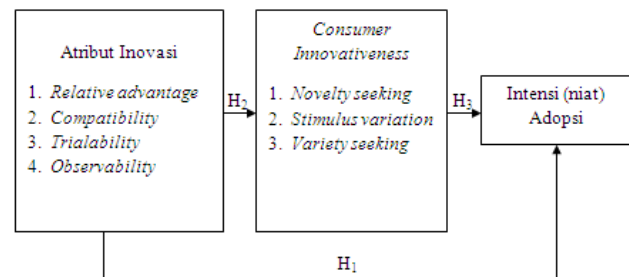 Atribut Inovasi
1. Relative advantage
2. Compatibility
3. Trialability
4. Observability
H2
Consumer
Innovativeness
1. Novelty seeking
2. Stimulus variation
3. Variety seeking
H3
Intensi (niat)
Adopsi
H1